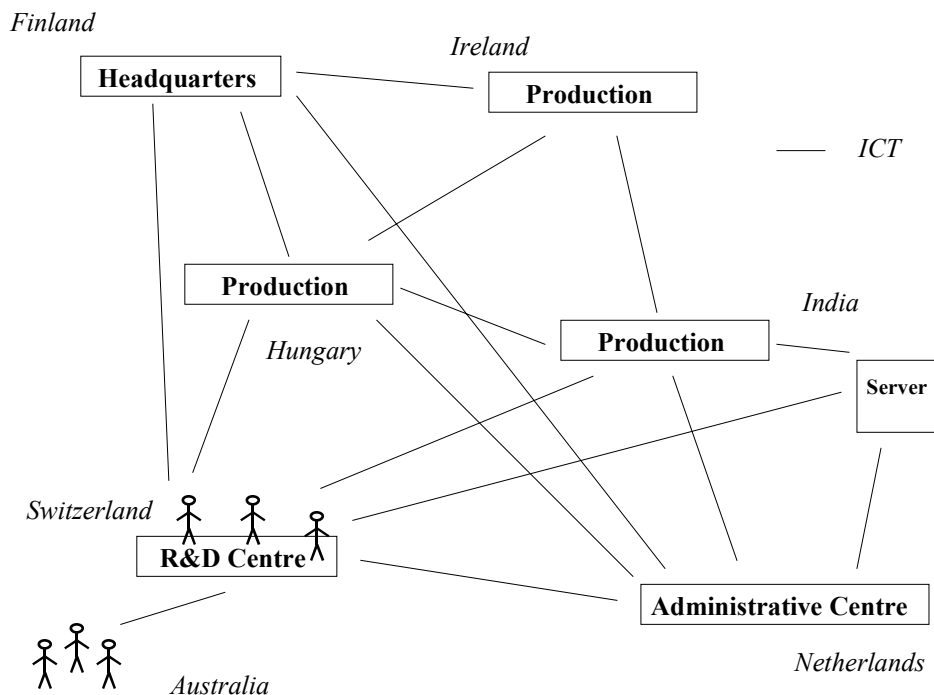 Finland
Ireland
Headquarters
Production
ICT
Production
India
Hungary
Production
Server
Switzerland
R&D Centre
Administrative Centre
Netherlands
Australia